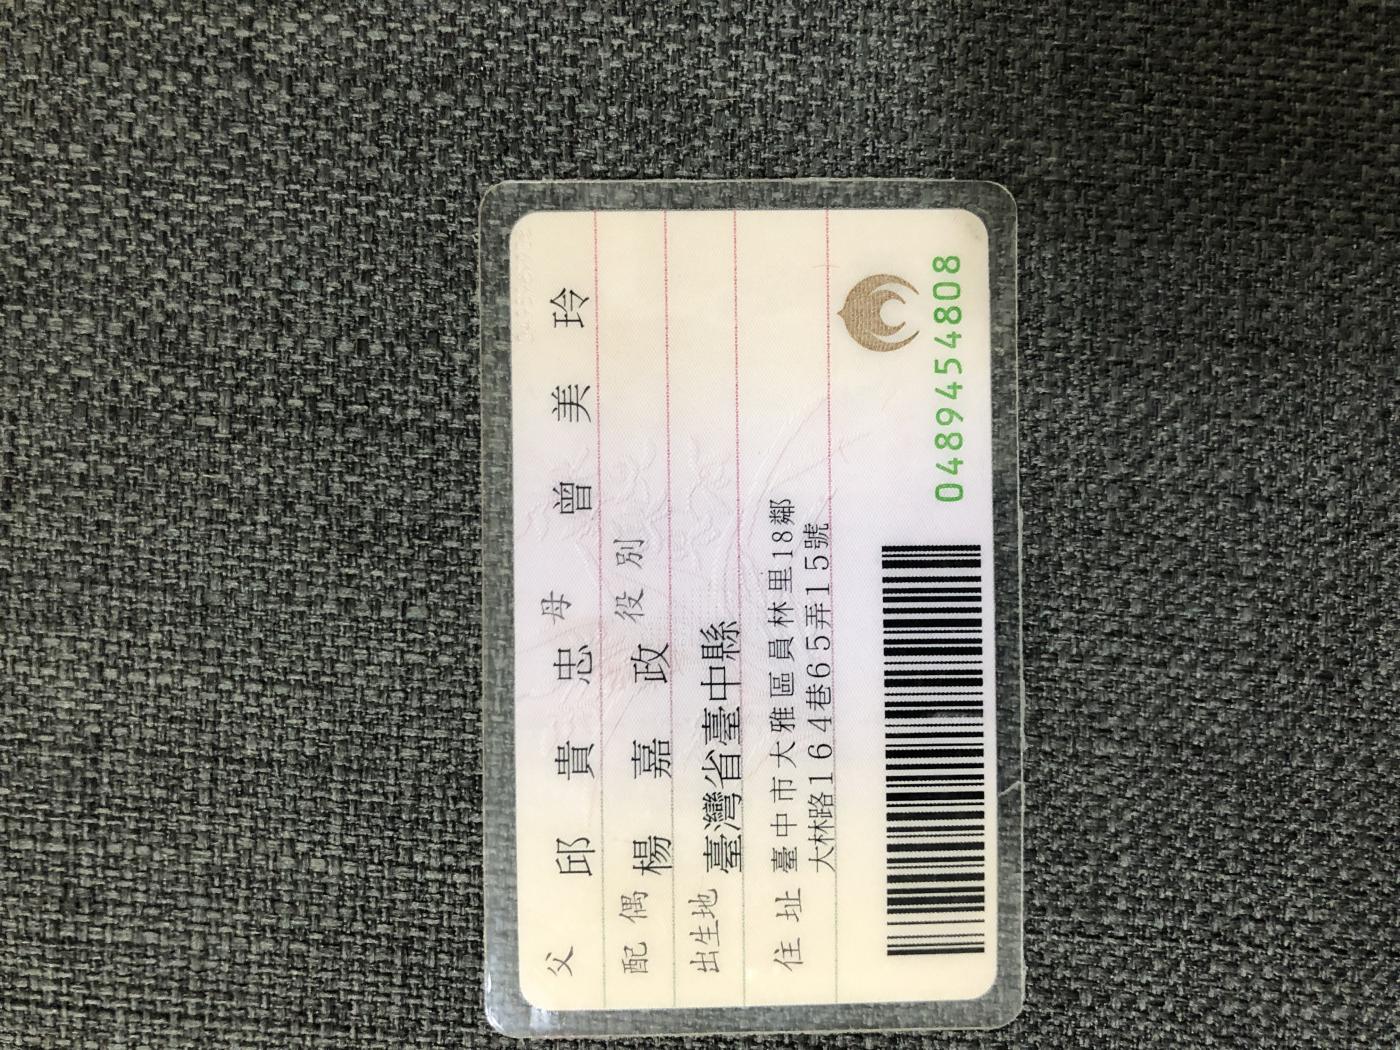 父 邱貴忠 母 曾美玲
配偶 楊嘉政 役別
出生地 臺灣省臺中縣
住址 臺中市大雅區員林里18鄰
大林路164巷65弄15號
0489454808